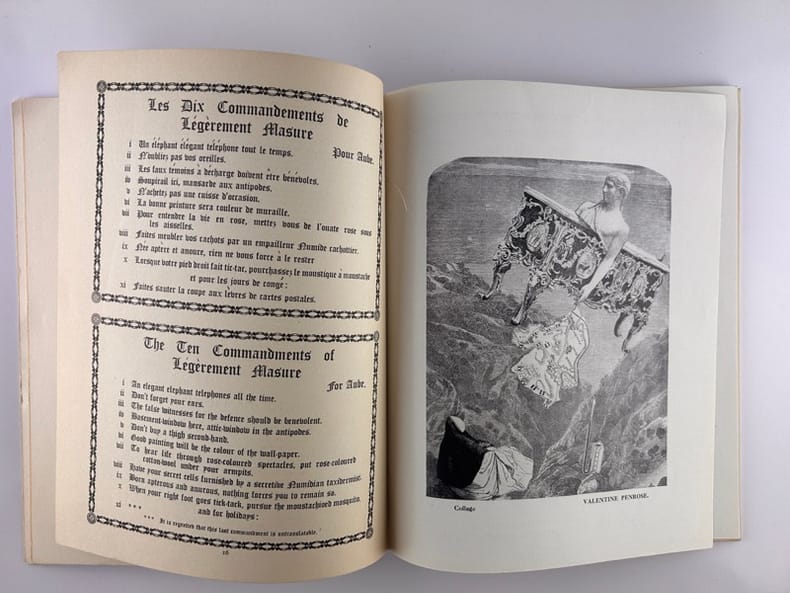 Les Dix Commandements de
Légèrement Masure
Pour Aube.
i Un éléphant élégant téléphone tout le temps.
ii N'oubliez pas vos oreilles.
iii Les faux témoins à decharge doivent être bénévoles.
iv Soupirail ici, mansarde aux antipodes.
v N'achetez pas une cuisse d'occasion.
vi La bonne peinture sera couleur de muraille.
vii Pour entendre la vie en rose, mettez vous de l'ouate rose sous
les aisselles.
viii Faites meubler vos cachots par un empailleur Numide cachottier.
ix Née aptère et anoure, rien ne vous force à le rester
x Lorsque votre pied droit fait tic-tac, pourchassez le moustique à moustache
et pour les jours de congé :
xi Faites sauter la coupe aux lèvres de cartes postales.
The Ten Commandments of
Légèrement Masure
For Aube.
i An elegant elephant telephones all the time.
ii Don't forget your ears.
iii The false witnesses for the defence should be benevolent.
iv Basement-window here, attic-window in the antipodes.
v Don't buy a thigh second-hand.
vi Good painting will be the colour of the wall-paper.
vii To hear life through rose-coloured spectacles, put rose-coloured
cotton-wool under your armpits.
viii Have your secret cells furnished by a secretive Numidian taxidermist.
ix Born apterous and anurous, nothing forces you to remain so.
x When your right foot goes tick-tack, pursue the moustachioed mosquito,
and for holidays :
xi *** ***
It is regretted that this last commandment is untranslatable.
16
Collage
VALENTINE PENROSE.